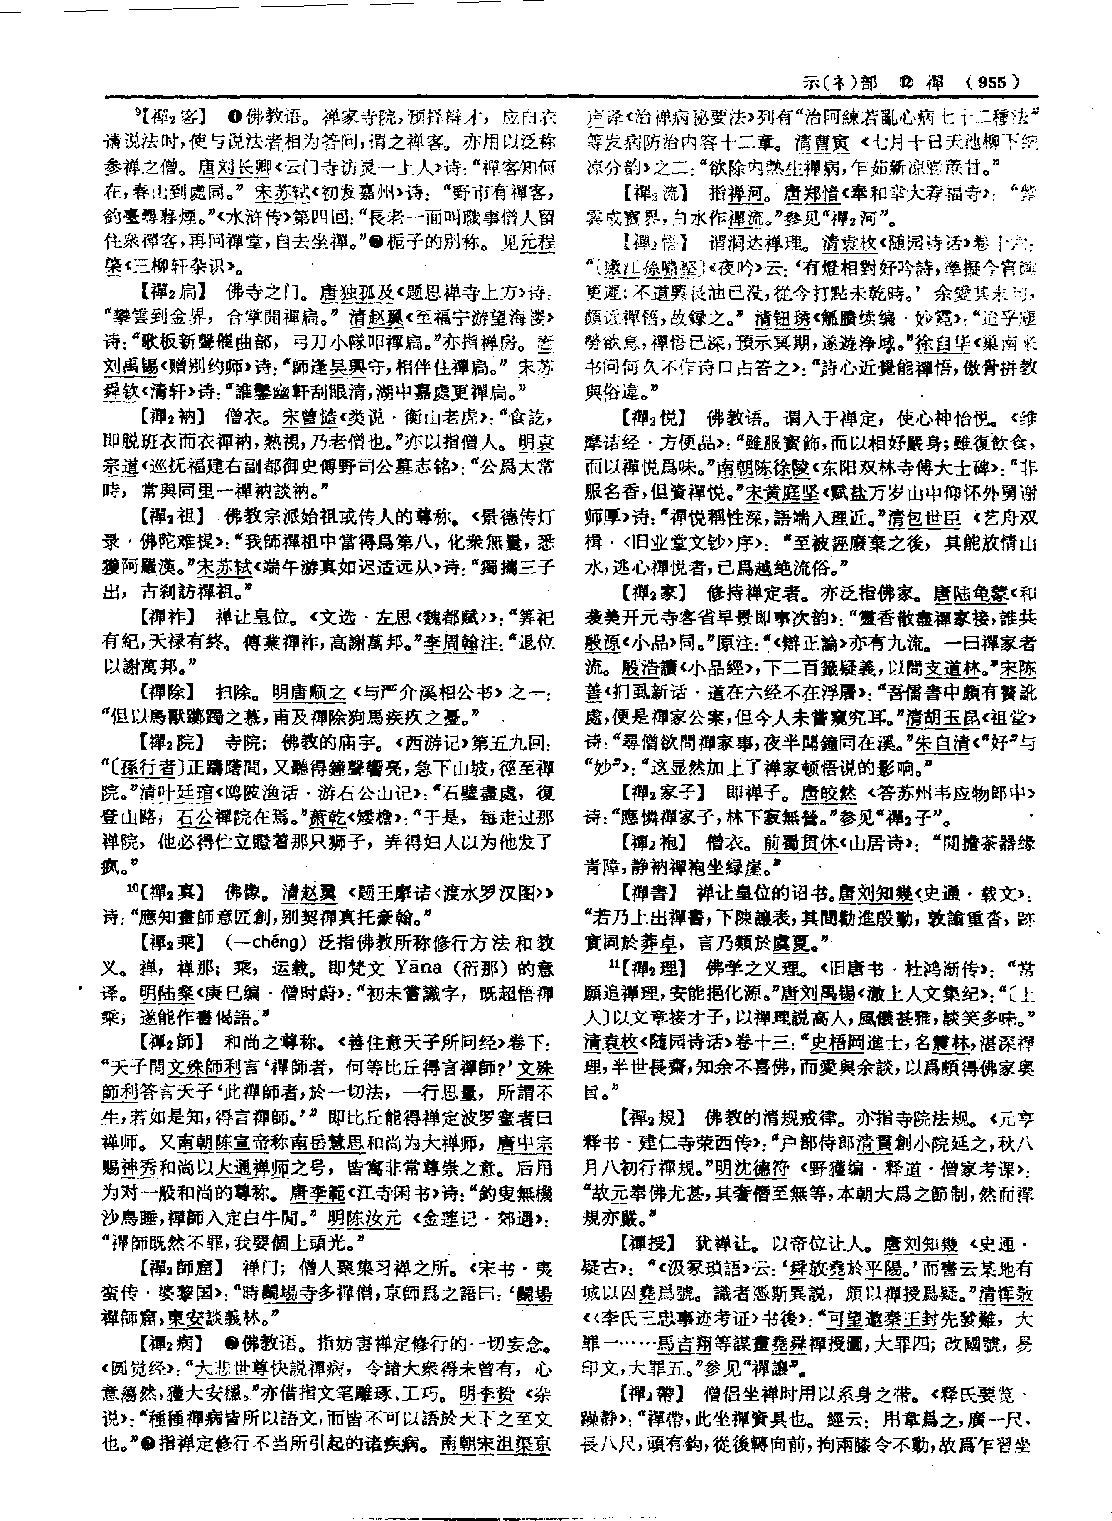 示(礻)部 ⑫ 禪 (955)
⁹【禪₂客】 ❶佛教语。禅家寺院,预择辩才,应白衣
请说法时,使与说法者相为答问,谓之禅客。亦用以泛称
参禅之僧。唐刘长卿《云门寺访灵一上人》诗:“禪客知何
在,春山到處同。”宋苏轼《初发嘉州》诗:“野市有禪客,
釣臺尋暮煙。”《水浒传》第四回:“長老一面叫職事僧人留
住衆禪客,再回禪堂,自去坐禪。”❷栀子的别称。见元程
棨《三柳轩杂识》。
【禪₂扃】 佛寺之门。唐独孤及《题思禅寺上方》诗:
“攀雲到金界,合掌開禪扃。”清赵翼《至福宁游望海楼》
诗:“歌板新聲催曲部,弓刀小隊叩禪扃。”亦指禅房。唐
刘禹锡《赠别约师》诗:“師逢吴興守,相伴住禪扃。”宋苏
舜钦《清轩》诗:“誰鑿幽軒刮眼清,湖中嘉處更禪扃。”
【禪₂衲】 僧衣。宋曾慥《类说·衡山老虎》:“食訖,
即脱班衣而衣禪衲,熱視,乃老僧也。”亦以指僧人。明袁
宗道《巡抚福建右副都御史傅野司公墓志铭》:“公爲太常
時,常與同里一禪衲談衲。”
【禪₂祖】 佛教宗派始祖或传人的尊称。《景德传灯
录·佛陀难提》:“我師禪祖中當得爲第八,化衆無量,悉
獲阿羅漢。”宋苏轼《端午游真如迟适远从》诗:“獨攜三子
出,古刹訪禪祖。”
【禪祚】 禅让皇位。《文选·左思〈魏都赋〉》:“筭祀
有紀,天禄有終。傳業禪祚,高謝萬邦。”李周翰注:“退位
以謝萬邦。”
【禪除】 扫除。明唐顺之《与严介溪相公书》之一:
“但以鳥獸躑躅之慕,甫及禪除狗馬疾疢之憂。”
【禪₂院】 寺院;佛教的庙宇。《西游记》第五九回:
“〔孫行者〕正躊躇間,又聽得鐘聲響亮,急下山坡,徑至禪
院。”清叶廷琯《鸥陂渔话·游石公山记》:“石壁盡處,復
登山路,石公禪院在焉。”萧乾《矮檐》:“于是,每走过那
禅院,他必得伫立瞪着那只狮子,弄得妇人以为他发了
疯。”
¹⁰【禪₂真】 佛像。清赵翼《题王摩诘〈渡水罗汉图〉》
诗:“應知畫師意匠創,别契禪真托豪翰。”
【禪₂乘】 (—chéng)泛指佛教所称修行方法和教
义。禅,禅那;乘,运载。即梵文Yāna(衍那)的意
译。明陆粲《庚巳编·僧时蔚》:“初未嘗識字,既超悟禪
乘,遂能作書偈語。”
【禪₂師】 和尚之尊称。《善住意天子所问经》卷下:
“天子問文殊師利言‘禪師者,何等比丘得言禪師?’文殊
師利答言天子‘此禪師者,於一切法,一行思量,所謂不
生,若如是知,得言禪師。’”即比丘能得禅定波罗蜜者曰
禅师。又南朝陈宣帝称南岳慧思和尚为大禅师,唐中宗
赐神秀和尚以大通禅师之号,皆寓非常尊崇之意。后用
为对一般和尚的尊称。唐李範《江寺闲书》诗:“釣叟無機
沙鳥睡,禪師入定白牛閒。”明陈汝元《金莲记·郊遇》:
“禪師既然不罪,我要個上頭光。”
【禪₂師窟】 禅门;僧人聚集习禅之所。《宋书·夷
蛮传·婆黎国》:“時鬭場寺多禪僧,京師爲之語曰:‘鬭場
禪師窟,東安談義林。’”
【禪₂病】 ❶佛教语。指妨害禅定修行的一切妄念。
《圆觉经》:“大悲世尊快説禪病,令諸大衆得未曾有,心
意蕩然,獲大安穩。”亦借指文笔雕琢、工巧。明李贽《杂
说》:“種種禪病皆所以語文,而皆不可以語於天下之至文
也。”❷指禅定修行不当所引起的诸疾病。南朝宋沮渠京
声译《治禅病秘要法》列有“治阿練若亂心病七十二種法”
等发病防治内容十二章。清曹寅《七月十日天池柳下纳
凉分韵》之二:“欲除内熱生禪病,乍茹新凉戀蔗甘。”
【禪₂流】 指禅河。唐郑愔《奉和幸大荐福寺》:“紫
雲成寳界,白水作禪流。”参见“禪₂河”。
【禪₂悟】 谓洞达禅理。清袁枚《随园诗话》卷十六:
“《夜吟》云:‘有燈相對好吟詩,準擬今宵睡
更遲;不道興長油已没,從今打點未乾時。’余愛其末句,
頗近禪悟,故録之。”清钮琇《觚賸续编·妙霓》:“追乎痙
勞欲息,禪悟已深,預示冥期,遂遊浄域。”徐自华《巢南来
书问何久不作诗口占答之》:“詩心近覺能禪悟,傲骨拼教
與俗違。”
【禪₂悦】 佛教语。谓入于禅定,使心神怡悦。《维
摩诘经·方便品》:“雖服寳飾,而以相好嚴身;雖復飲食,
而以禪悦爲味。”南朝陈徐陵《东阳双林寺傅大士碑》:“非
服名香,但資禪悦。”宋黄庭坚《赋盐万岁山中仰怀外舅谢
师厚》诗:“禪悦稱性深,語端入理近。”清包世臣《艺舟双
楫·〈旧业堂文钞〉序》:“至被誣廢棄之後,其能放情山
水,逃心禪悦者,已爲越绝流俗。”
【禪₂家】 修持禅定者。亦泛指佛家。唐陆龟蒙《和
袭美开元寺客省早景即事次韵》:“靈香散盡禪家接,誰共
殷源《小品》同。”原注:“《辯正論》亦有九流。一曰禪家者
流。殷浩讀《小品經》,下二百籤疑義,以問支道林。”宋陈
善《扪虱新话·道在六经不在浮屠》:“吾儒書中頗有贅訛
處,便是禪家公案,但今人未嘗窺究耳。”清胡玉昆《祖堂》
诗:“尋僧欲問禪家事,夜半聞鐘同在溪。”朱自清《“好”与
“妙”》:“这显然加上了禅家顿悟说的影响。”
【禪₂家子】 即禅子。唐皎然《答苏州韦应物郎中》
诗:“應憐禪家子,林下寂無營。”参见“禪₂子”。
【禪₂袍】 僧衣。前蜀贯休《山居诗》:“閒擔茶器缘
青障,静衲禪袍坐緑崖。”
【禪書】 禅让皇位的诏书。唐刘知幾《史通·载文》:
“若乃上出禪書,下陳讓表,其間勸進殷勤,敦諭重沓,跡
實同於莽卓,言乃類於虞夏。”
¹¹【禪₂理】 佛学之义理。《旧唐书·杜鸿渐传》:“常
願追禪理,安能挹化源。”唐刘禹锡《澈上人文集纪》:“〔上
人〕以文章接才子,以禪理説高人,風儀甚雅,談笑多味。”
清袁枚《随园诗话》卷十三:“史梧岡進士,名震林,湛深禪
理,半世長齋,知余不喜佛,而愛與余談,以爲頗得佛家奥
旨。”
【禪₂規】 佛教的清规戒律。亦指寺院法规。《元亨
释书·建仁寺荣西传》:“户部侍郎清貫創小院延之,秋八
月八初行禪規。”明沈德符《野獲编·释道·僧家考课》:
“故元奉佛尤甚,其奢僭至無等,本朝大爲之節制,然而禪
規亦嚴。”
【禪授】 犹禅让。以帝位让人。唐刘知幾《史通·
疑古》:“《汲冢瑣語》云:‘舜放堯於平陽。’而書云某地有
城以囚堯爲號。識者憑斯異説,頗以禪授爲疑。”清恽敬
《〈李氏三忠事迹考证〉书後》:“可望邀秦王封先發難,大
罪一……馬吉翔等謀畫堯舜禪授圖,大罪四;改國號,易
印文,大罪五。”参见“禪讓”。
【禪₂帶】 僧侣坐禅时用以系身之带。《释氏要览·
躁静》:“禪帶,此坐禪資具也。經云:用韋爲之,廣一尺,
長八尺,頭有鈎,從後轉向前,拘兩膝令不動,故爲乍習坐